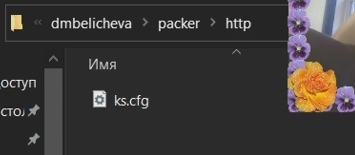 « dmbelicheva › packer › http
Имя
оступ
стол
ks.cfg